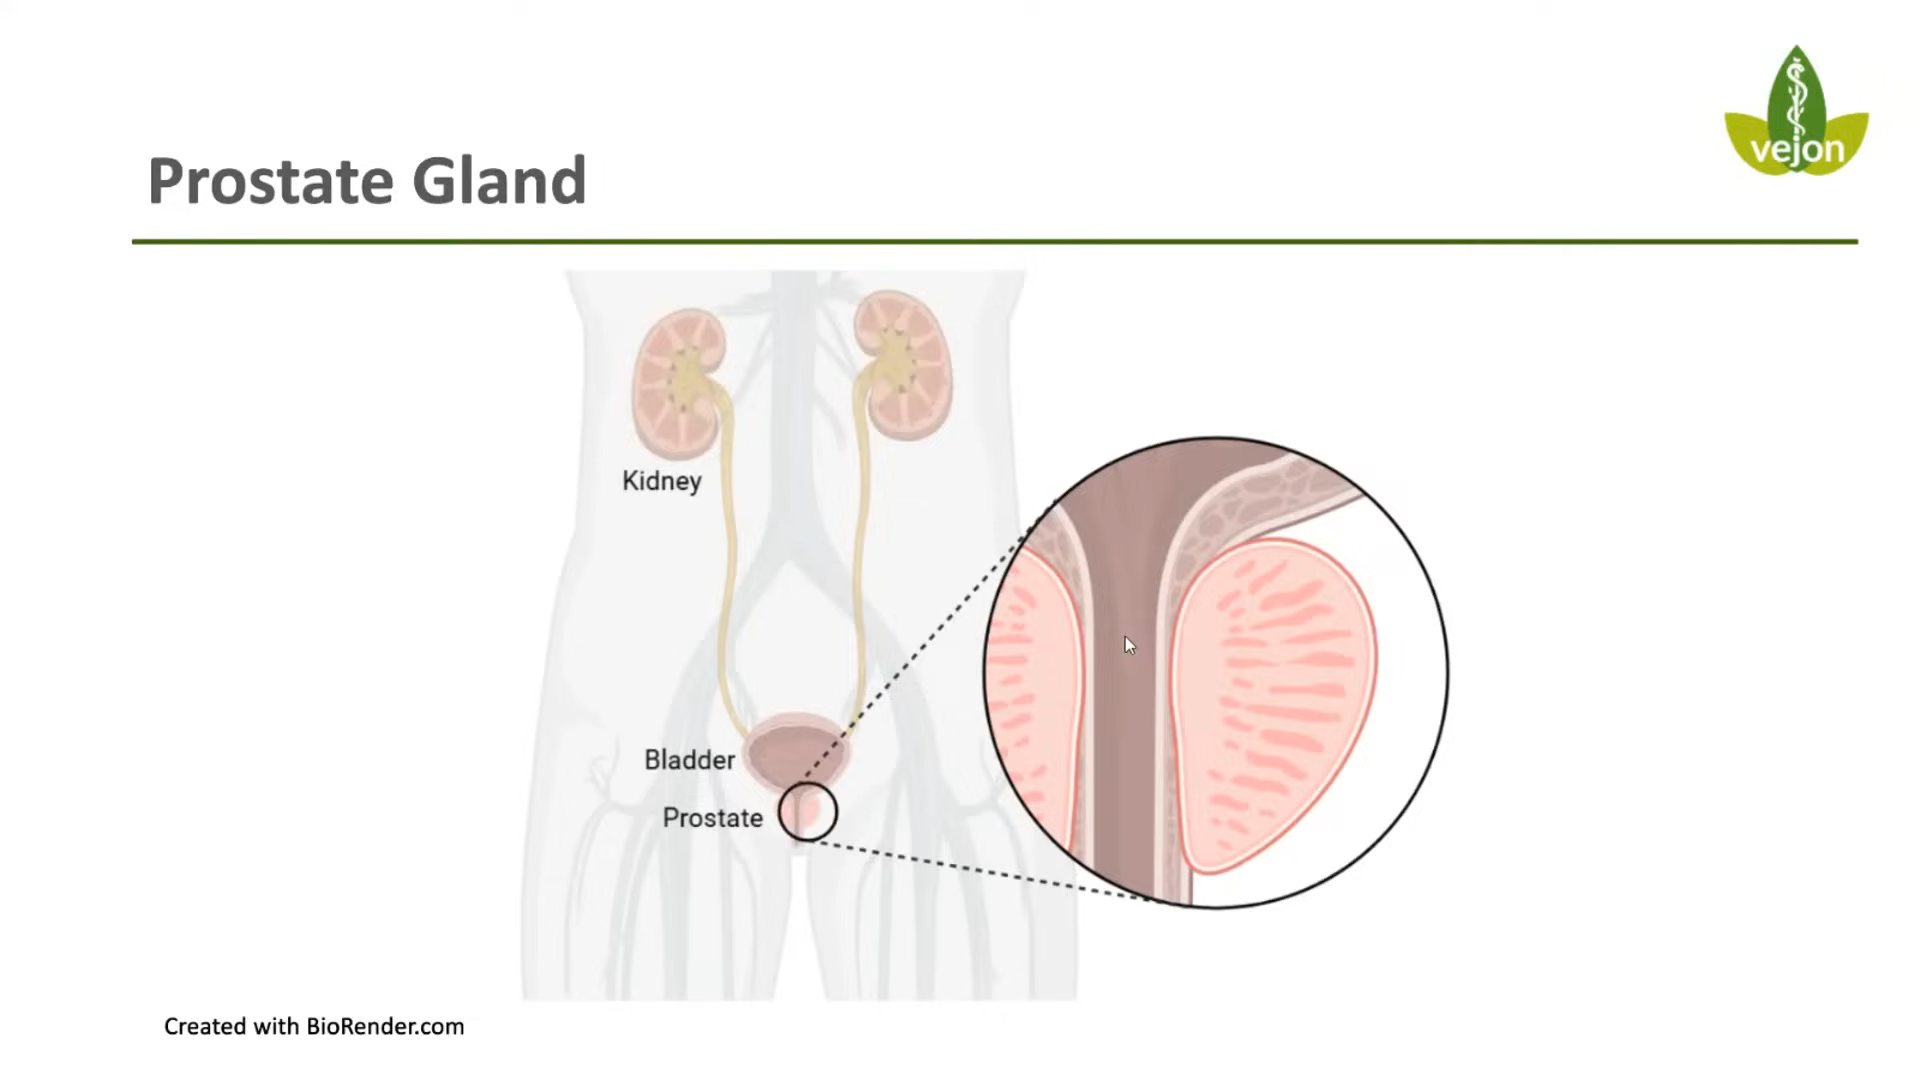 vejon
Prostate Gland
Kidney
Bladder
Prostate
Created with BioRender.com